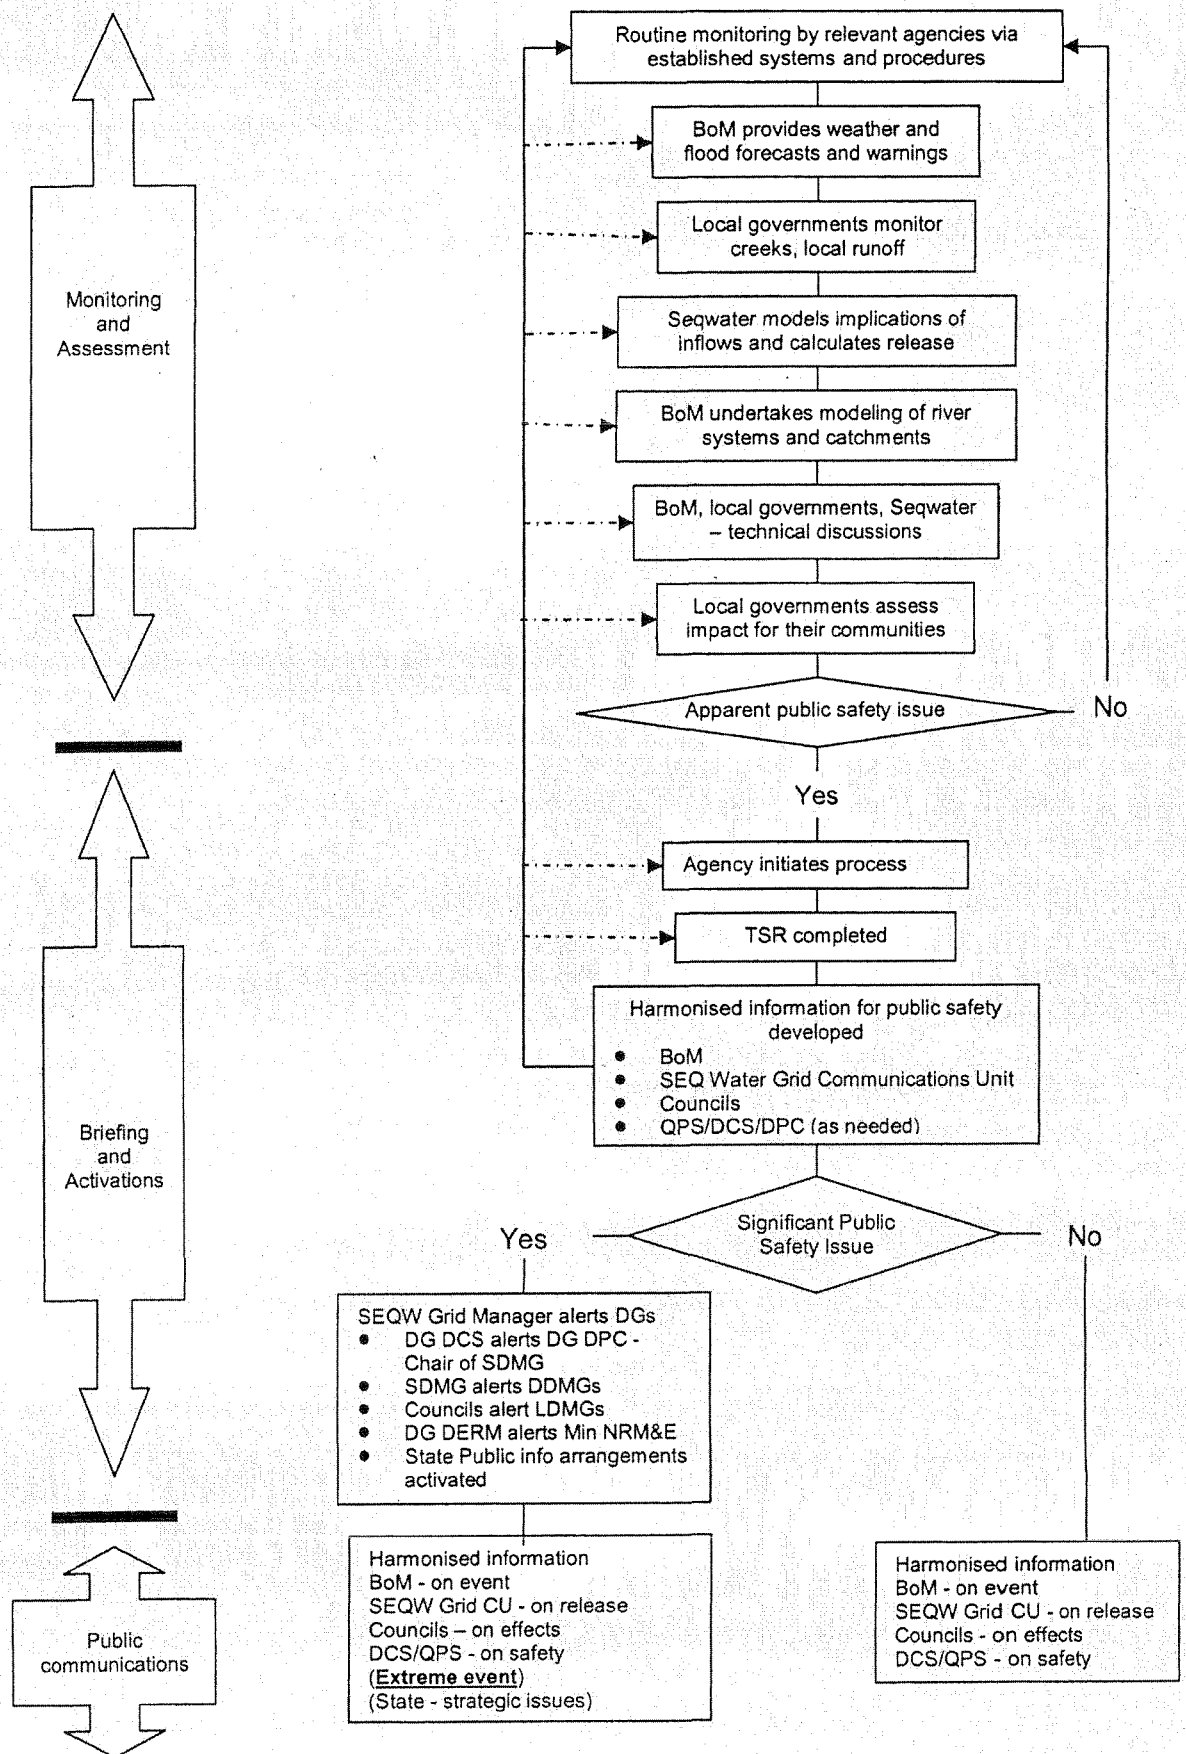 Routine monitoring by relevant agencies via
established systems and procedures
BoM provides weather and
flood forecasts and warnings
Local governments monitor
creeks, local runoff
Monitoring
and
Assessment
Seqwater models implications of
inflows and calculates release
BoM undertakes modeling of river
systems and catchments
BoM, local governments, Seqwater
– technical discussions
Local governments assess
impact for their communities
Apparent public safety issue
No
Yes
Agency initiates process
TSR completed
Harmonised information for public safety
developed
● BoM
● SEQ Water Grid Communications Unit
● Councils
● QPS/DCS/DPC (as needed)
Briefing
and
Activations
Significant Public
Safety Issue
Yes
No
SEQW Grid Manager alerts DGs
● DG DCS alerts DG DPC -
Chair of SDMG
● SDMG alerts DDMGs
● Councils alert LDMGs
● DG DERM alerts Min NRM&E
● State Public info arrangements
activated
Public
communications
Harmonised information
BoM - on event
SEQW Grid CU - on release
Councils – on effects
DCS/QPS - on safety
(Extreme event)
(State - strategic issues)
Harmonised information
BoM - on event
SEQW Grid CU - on release
Councils - on effects
DCS/QPS - on safety